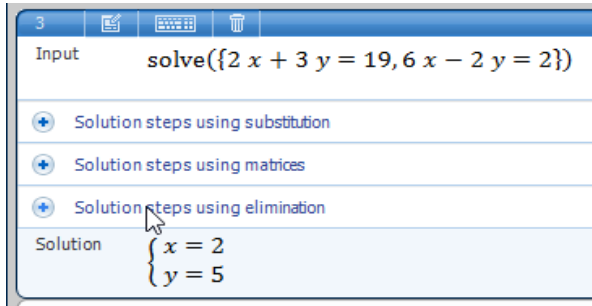 3
Input solve({2 x + 3 y = 19, 6 x − 2 y = 2})
Solution steps using substitution
Solution steps using matrices
Solution steps using elimination
Solution { x = 2
y = 5